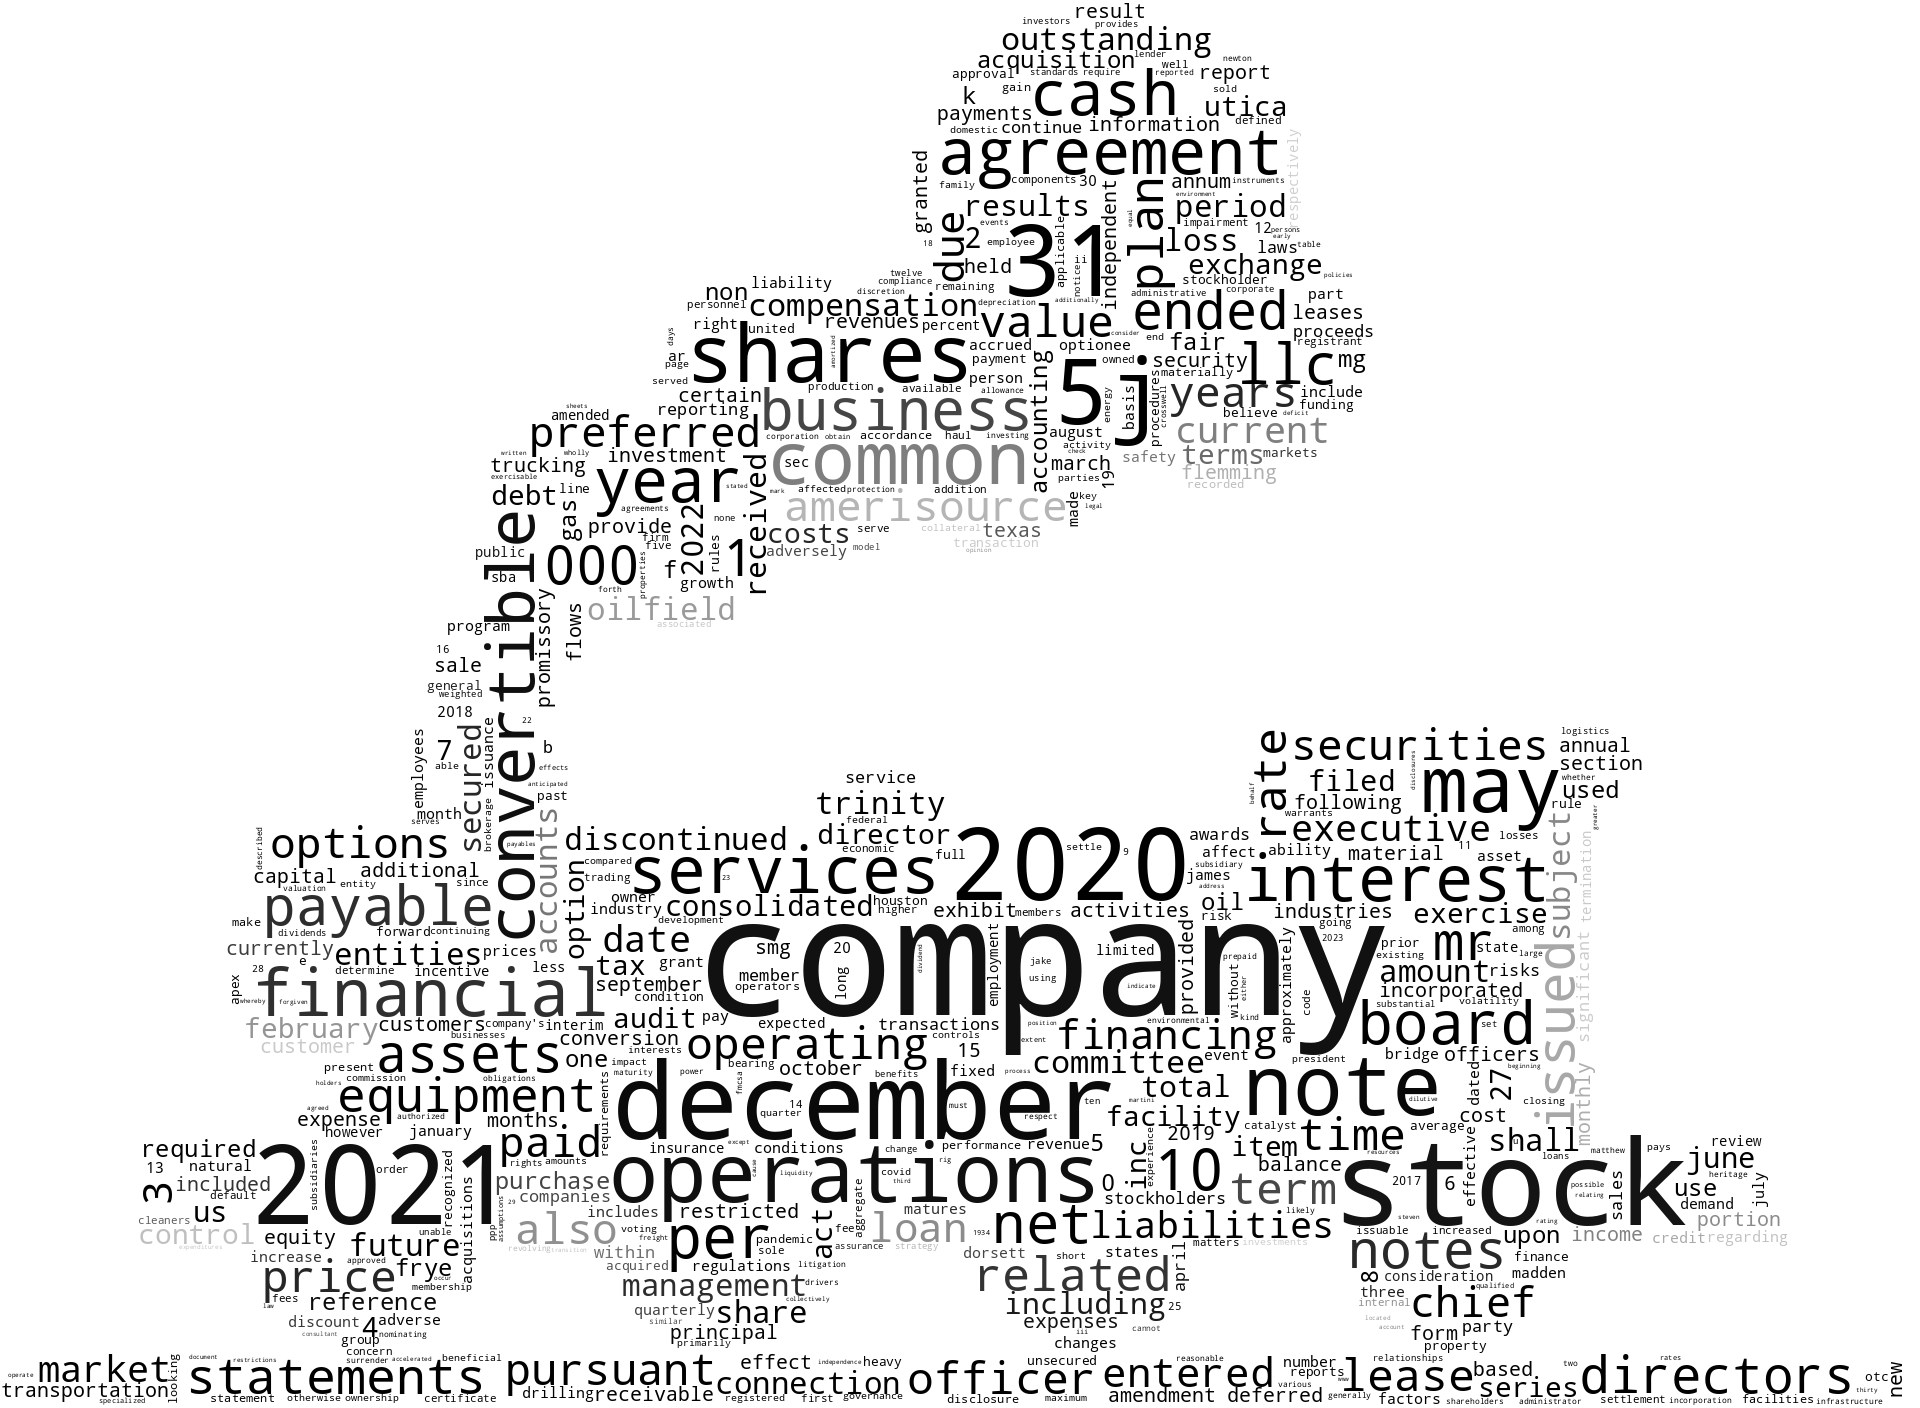 result
investors provides
outstanding
acquisition lender well newton
approval standards require reported report
k gain cash sold utica
payments defined
domestic continue information
agreement respectively
granted family components 30 plan annum instruments
results independent environment period
due events equal impairment 12 persons
18 2 employee 31 applicable loss laws early table
held ii notice exchange
twelve compliance remaining stockholder policies
non liability discretion depreciation additionally administrative corporate part
personnel compensation value ended leases
right united revenues percent consider proceeds
days shares amortized accrued optionee end fair registrant
ar page payment owned security llc mg
served production available person accounting 5 j materially years include
certain allowance energy basis procedures crosswell funding
sheets reporting business believe deficit
amended corporation obtain accordance haul investing august current
preferred common activity check safety terms markets
written wholly investment sec march flemming
trucking exercisable year received parties 19 recorded
debt line stated mark affected protection addition made key legal
convertible gas agreements none amerisource
provide firm five 2022 rules costs serve collateral texas
public 000 properties 1 adversely model transaction opinion
sba forth f growth
promissory flows oilfield
program associated
16 sale
general weighted
2018 22
employees 7 secured issuance b
able effects anticipated
month serves brokerage past payables accounts
service rate securities logistics annual
trinity behalf filed disclosures may whether section
federal following used
described options discontinued director 2020 awards warrants executive rule greater
economic full settle 9 affect ability material losses subject
capital additional compared services subsidiary 11 asset
valuation entity since option trading 23 james address interest significant termination
payable owner houston oil
make dividends forward continuing industry consolidated higher exhibit members activities risk industries exercise
development going among
currently entities prices date smg 20 company limited provided approximately 2023 prior mr state issued
e determine incentive less tax grant member long dividend employment jake prepaid existing amount large risks
apex 28 financial september operators using without either incorporated
whereby forgiven condition indicate code substantial volatility
february customers company's interim audit pay expected transactions position environmental kind board set
customer businesses conversion operating controls financing
present assets one interests 15 extent committee event president bridge officers
holders commission obligations impact maturity power bearing october benefits fixed process total beginning
equipment requirements december fmcsa must ten martini note dilutive dated 27 closing monthly
agreed authorized months 14 quarter respect facility cost
expense however january catalyst average
required paid insurance except conditions change performance revenue 5 inc experience 2019 item time effective shall u matthew pays review
13 natural 2021 subsidiaries order recognized rights amounts operations cause liquidity covid third rig 0 10 balance resources stock loans june heritage
3 included default purchase 2017 6 possible relating use july
us 29 companies aggregate stockholders term sales demand
cleaners ppp assumptions also includes restricted act matures net likely steven rating portion
control unable voting freight per fee loan 1934 liabilities issuable increased upon income credit regarding
expenditures equity future acquisitions revolving transition pandemic sole assurance strategy matters investments notes
increase approved frye within regulations litigation dorsett short states april finance
price occur membership acquired management drivers collectively related 8 consideration madden
law fees reference quarterly share including 25 three qualified
discount adverse similar internal chief
consultant 4 nominating principal expenses iii cannot located account form party
group primarily changes property
concern
operate market looking document restrictions surrender accelerated beneficial pursuant effect independence heavy officer unsecured entered reasonable number relationships based two rates otc new
transportation statements connection reports lease series directors thirty
specialized statement otherwise ownership certificate drilling receivable registered first governance disclosure maximum amendment various deferred generally www factors shareholders administrator settlement incorporation facilities infrastructure